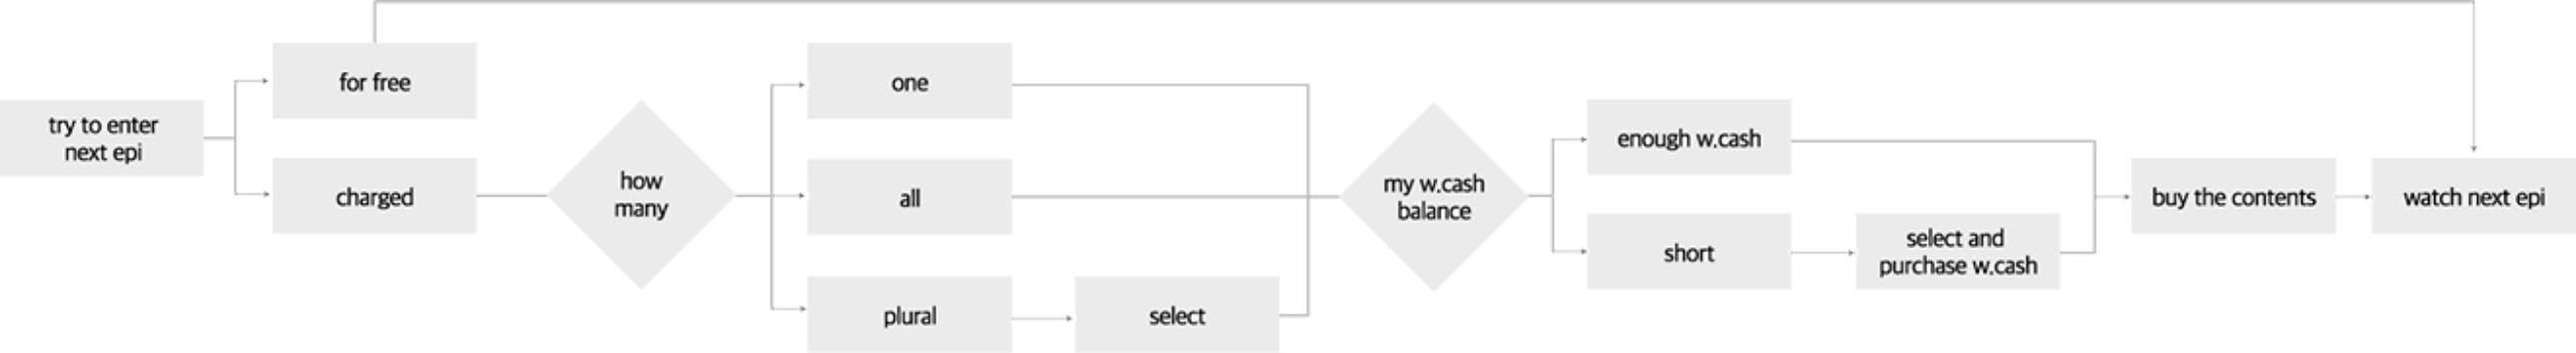 try to enter
next epi
for free
charged
how
many
one
all
plural
select
my w.cash
balance
enough w.cash
short
select and
purchase w.cash
buy the contents
watch next epi